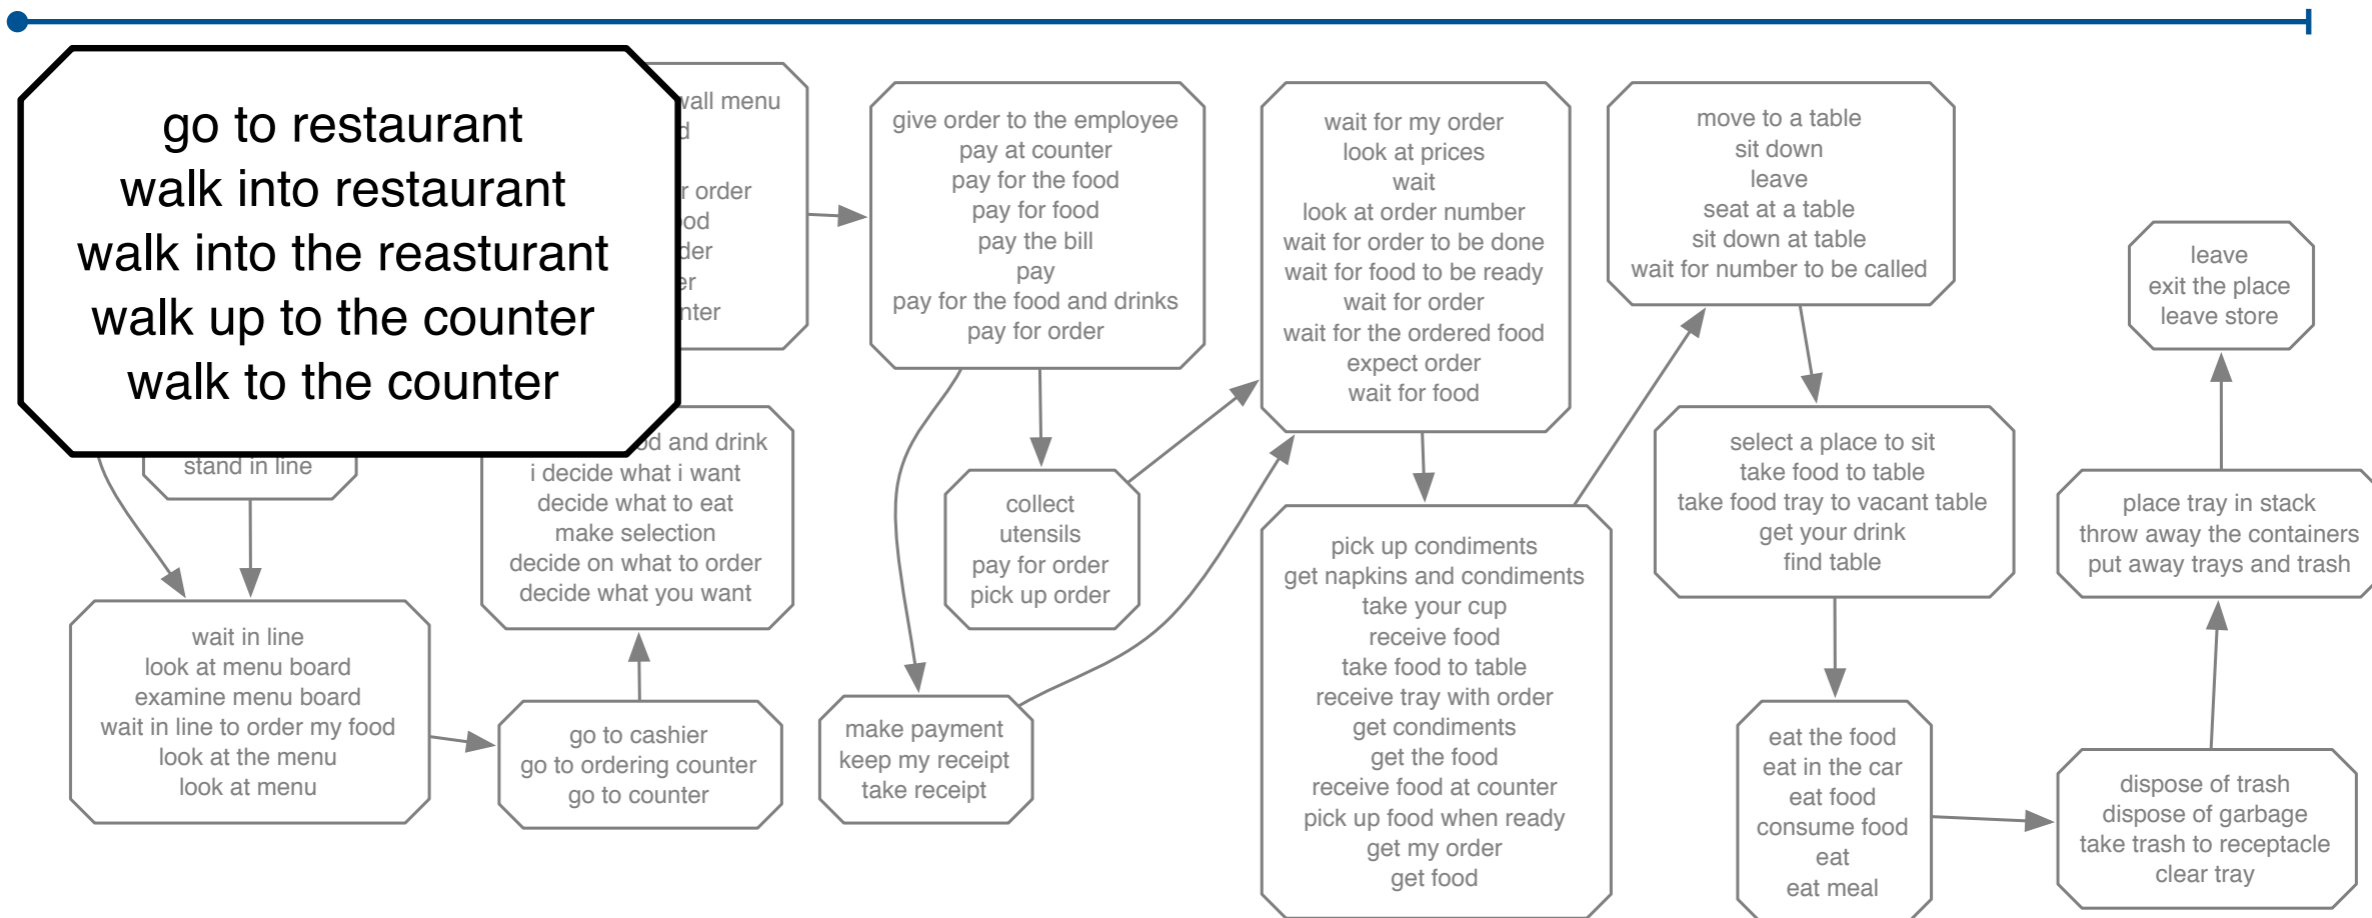 go to restaurant
walk into restaurant
walk into the reasturant
walk up to the counter
walk to the counter
wall menu
order
and drink
stand in line
i decide what i want
decide what to eat
make selection
decide on what to order
decide what you want
wait in line
look at menu board
examine menu board
wait in line to order my food
look at the menu
look at menu
go to cashier
go to ordering counter
go to counter
give order to the employee
pay at counter
pay for the food
pay for food
pay the bill
pay
pay for the food and drinks
pay for order
collect
utensils
pay for order
pick up order
make payment
keep my receipt
take receipt
wait for my order
look at prices
wait
look at order number
wait for order to be done
wait for food to be ready
wait for order
wait for the ordered food
expect order
wait for food
pick up condiments
get napkins and condiments
take your cup
receive food
take food to table
receive tray with order
get condiments
get the food
receive food at counter
pick up food when ready
get my order
get food
move to a table
sit down
leave
seat at a table
sit down at table
wait for number to be called
select a place to sit
take food to table
take food tray to vacant table
get your drink
find table
eat the food
eat in the car
eat food
consume food
eat
eat meal
dispose of trash
dispose of garbage
take trash to receptacle
clear tray
place tray in stack
throw away the containers
put away trays and trash
leave
exit the place
leave store